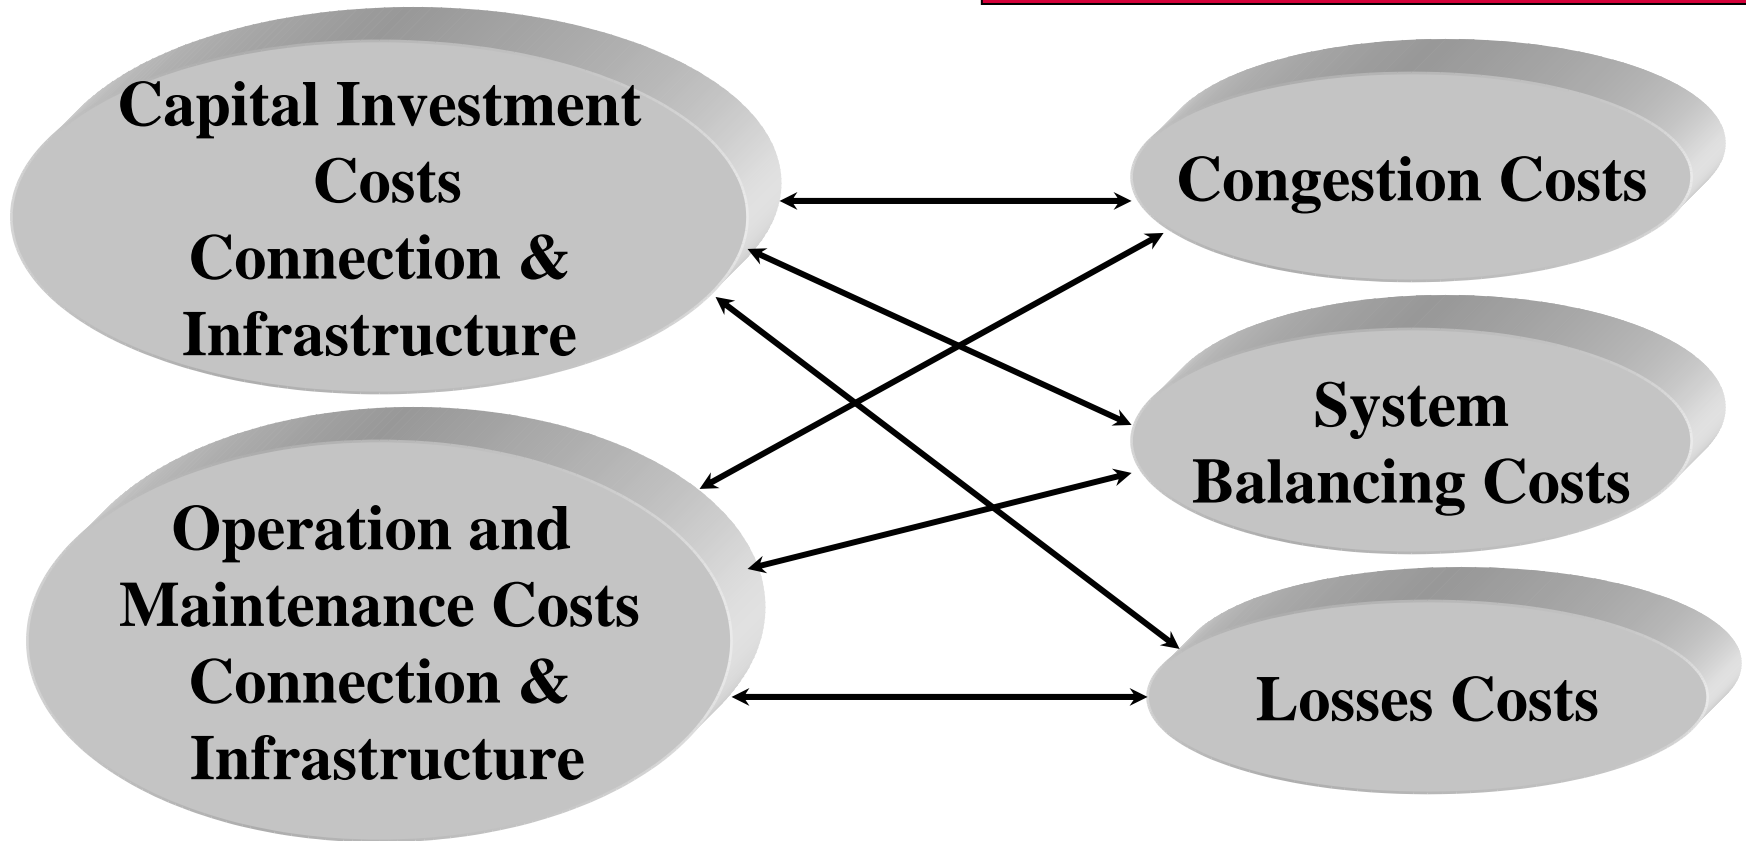 Capital Investment
Costs
Connection &
Infrastructure
Operation and
Maintenance Costs
Connection &
Infrastructure
Congestion Costs
System
Balancing Costs
Losses Costs